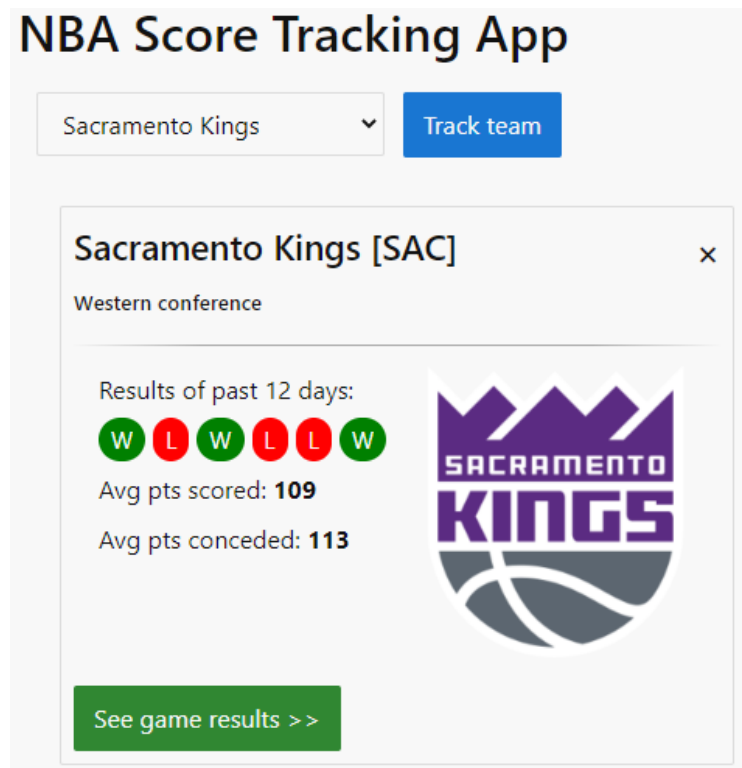 NBA Score Tracking App
Sacramento Kings
Track team
Sacramento Kings [SAC]
×
Western conference
Results of past 12 days:
W L W L L W
Avg pts scored: 109
Avg pts conceded: 113
SACRAMENTO
KINGS
See game results >>